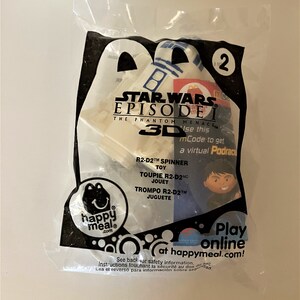 2
STAR WARS
EPISODE I
THE PHANTOM MENACE
3D
Use this
mCode to get
a virtual Podrace
R2-D2™ SPINNER
TOY
TOUPIE R2-D2™
JOUET
TROMPO R2-D2™
JUGUETE
happy
meal
.com
Play
online
at happymeal.com!
See back for safety information.